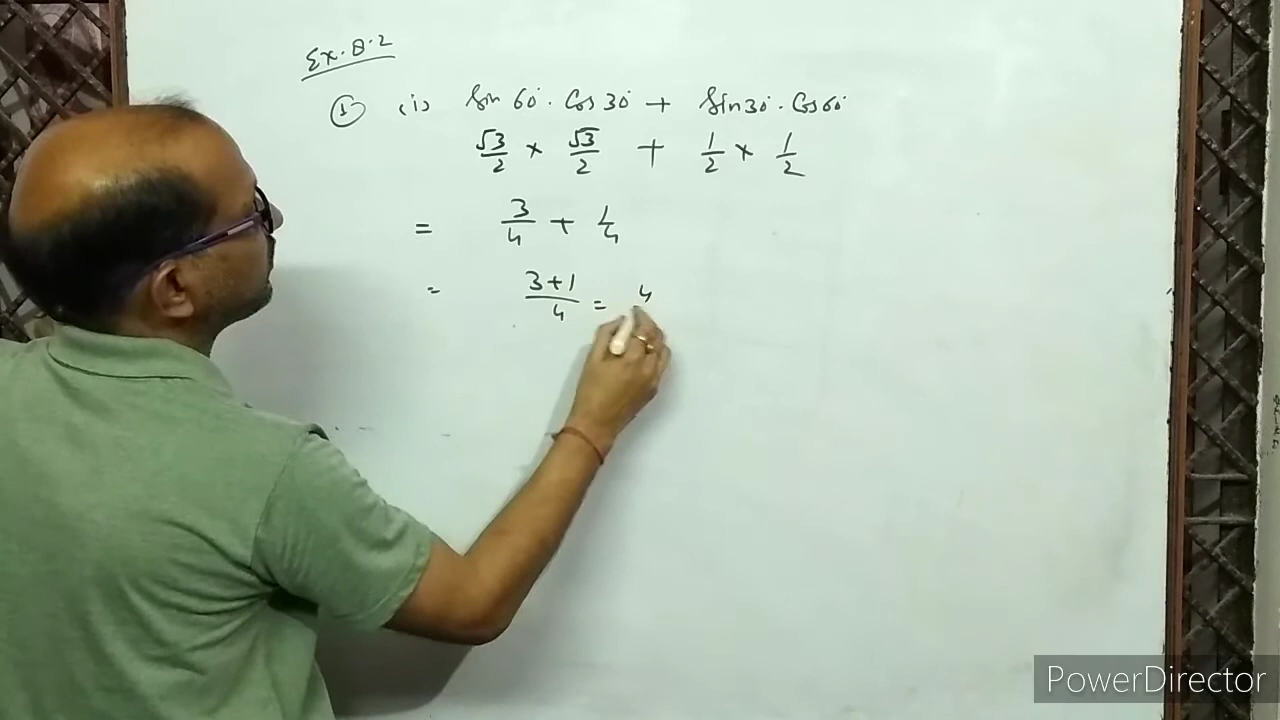 Ex. 8.2
① (i) Sin 60°. Cos 30° + Sin 30°. Cos 60°
√3/2 × √3/2 + 1/2 × 1/2
= 3/4 + 1/4
= 3+1/4 = 4
PowerDirector